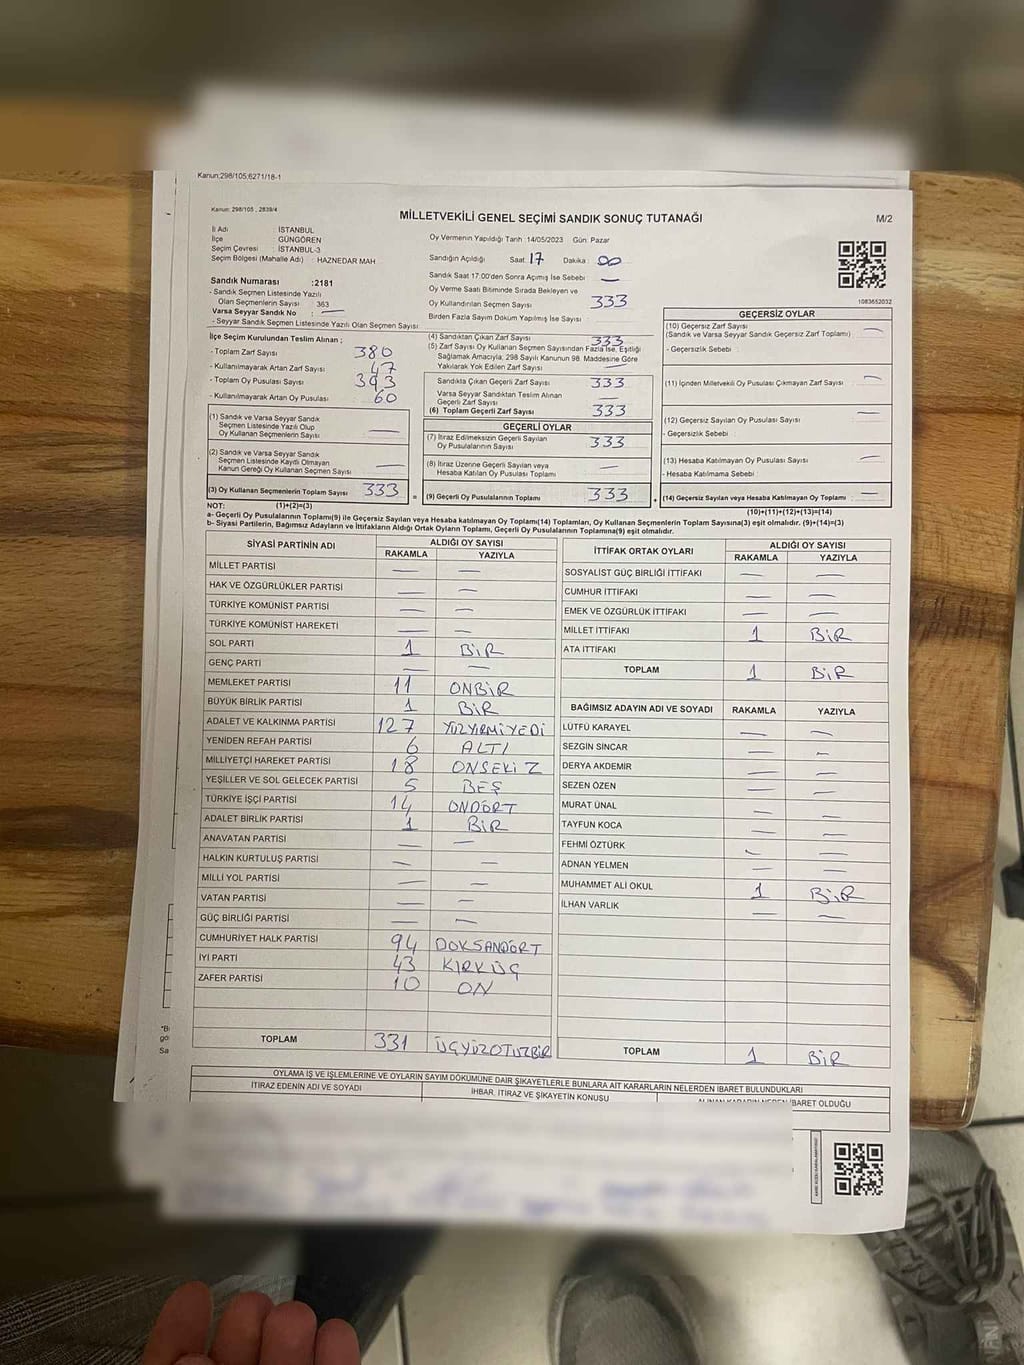 Kanun;298/105;6271/18-1
Kanun: 298/105 , 2839/4
MİLLETVEKİLİ GENEL SEÇİMİ SANDIK SONUÇ TUTANAĞI
M/2
İl Adı : İSTANBUL
İlçe : GÜNGÖREN
Seçim Çevresi : İSTANBUL-3
Seçim Bölgesi (Mahalle Adı) : HAZNEDAR MAH.
Oy Vermenin Yapıldığı Tarih :14/05/2023 Gün: Pazar
Sandığın Açıldığı Saat: 17 Dakika : 00
Sandık Saat 17.00'den Sonra Açımış İse Sebebi : —
Oy Verme Saati Bitiminde Sırada Bekleyen ve
Oy Kullandırılan Seçmen Sayısı 333
Birden Fazla Sayım Döküm Yapılmış İse Sayısı :
1083652032
Sandık Numarası :2181
- Sandık Seçmen Listesinde Yazılı
Olan Seçmenlerin Sayısı 363
Varsa Seyyar Sandık No : —
- Seyyar Sandık Seçmen Listesinde Yazılı Olan Seçmen Sayısı
İlçe Seçim Kurulundan Teslim Alınan ;
- Toplam Zarf Sayısı : 380
- Kullanılmayarak Artan Zarf Sayısı : 47
- Toplam Oy Pusulası Sayısı : 393
- Kullanılmayarak Artan Oy Pusulası : 60
(1) Sandık ve Varsa Seyyar Sandık
Seçmen Listesinde Yazılı Olup
Oy Kullanan Seçmenlerin Sayısı —
(2) Sandık ve Varsa Seyyar Sandık
Seçmen Listesinde Kaydlı Olmayan
Kanun Gereği Oy Kullanan Seçmen Sayısı —
(3) Oy Kullanan Seçmenlerin Toplam Sayısı 333
(4) Sandıktan Çıkan Zarf Sayısı : 333
(5) Zarf Sayısı Oy Kullanan Seçmen Sayısından Fazla İse, Eşitliği
Sağlamak Amacıyla, 298 Sayılı Kanunun 98. Maddesine Göre
Yakılarak Yok Edilen Zarf Sayısı : —
Sandıkta Çıkan Geçerli Zarf Sayısı 333
Varsa Seyyar Sandıktan Teslim Alınan
Geçerli Zarf Sayısı —
(6) Toplam Geçerli Zarf Sayısı 333
GEÇERLİ OYLAR
(7) İtiraz Edilmeksizin Geçerli Sayılan
Oy Pusulalarının Sayısı 333
(8) İtiraz Üzerine Geçerli Sayılan veya
Hesaba Katılan Oy Pusulası Toplamı —
= (9) Geçerli Oy Pusulalarının Toplamı 333
GEÇERSİZ OYLAR
(10) Geçersiz Zarf Sayısı
(Sandık ve Varsa Seyyar Sandık Geçersiz Zarf Toplamı) —
- Geçersizlik Sebebi :
(11) İçinden Milletvekili Oy Pusulası Çıkmayan Zarf Sayısı : —
(12) Geçersiz Sayılan Oy Pusulası Sayısı : —
- Geçersizlik Sebebi :
(13) Hesaba Katılmayan Oy Pusulası Sayısı : —
- Hesaba Katılmama Sebebi :
+ (14) Geçersiz Sayılan veya Hesaba Katılmayan Oy Toplamı : —
NOT: (1)+(2)=(3)
(10)+(11)+(12)+(13)=(14)
a- Geçerli Oy Pusulalarının Toplamı(9) ile Geçersiz Sayılan veya Hesaba katılmayan Oy Toplamı(14) Toplamları, Oy Kullanan Seçmenlerin Toplam Sayısına(3) eşit olmalıdır. (9)+(14)=(3)
b- Siyasi Partilerin, Bağımsız Adayların ve İttifakların Aldığı Ortak Oyların Toplamı, Geçerli Oy Pusulalarının Toplamına(9) eşit olmalıdır.
SİYASİ PARTİNİN ADI ALDIĞI OY SAYISI
RAKAMLA YAZIYLA
MİLLET PARTİSİ — —
HAK VE ÖZGÜRLÜKLER PARTİSİ — —
TÜRKİYE KOMÜNİST PARTİSİ — —
TÜRKİYE KOMÜNİST HAREKETİ — —
SOL PARTİ 1 BİR
GENÇ PARTİ — —
MEMLEKET PARTİSİ 11 ONBİR
BÜYÜK BİRLİK PARTİSİ 1 BİR
ADALET VE KALKINMA PARTİSİ 127 YÜZYİRMİYEDİ
YENİDEN REFAH PARTİSİ 6 ALTI
MİLLİYETÇİ HAREKET PARTİSİ 18 ONSEKİZ
YEŞİLLER VE SOL GELECEK PARTİSİ 5 BEŞ
TÜRKİYE İŞÇİ PARTİSİ 14 ONDÖRT
ADALET BİRLİK PARTİSİ 1 BİR
ANAVATAN PARTİSİ — —
HALKIN KURTULUŞ PARTİSİ — —
MİLLİ YOL PARTİSİ — —
VATAN PARTİSİ — —
GÜÇ BİRLİĞİ PARTİSİ — —
CUMHURİYET HALK PARTİSİ 94 DOKSANDÖRT
İYİ PARTİ 43 KIRKÜÇ
ZAFER PARTİSİ 10 ON
TOPLAM 331 ÜÇYÜZOTUZBİR
İTTİFAK ORTAK OYLARI ALDIĞI OY SAYISI
RAKAMLA YAZIYLA
SOSYALİST GÜÇ BİRLİĞİ İTTİFAKI — —
CUMHUR İTTİFAKI — —
EMEK VE ÖZGÜRLÜK İTTİFAKI — —
MİLLET İTTİFAKI 1 BİR
ATA İTTİFAKI
TOPLAM 1 BİR
BAĞIMSIZ ADAYIN ADI VE SOYADI RAKAMLA YAZIYLA
LÜTFÜ KARAYEL — —
SEZGİN SİNCAR — —
DERYA AKDEMİR — —
SEZEN ÖZEN — —
MURAT ÜNAL — —
TAYFUN KOCA — —
FEHMİ ÖZTÜRK — —
ADNAN YELMEN — —
MUHAMMET ALİ OKUL 1 BİR
İLHAN VARLIK — —
TOPLAM 1 BİR
OYLAMA İŞ VE İŞLEMLERİNE VE OYLARIN SAYIM DÖKÜMÜNE DAİR ŞİKAYETLERLE BUNLARA AİT KARARLARIN NELERDEN İBARET BULUNDUKLARI
İTİRAZ EDENİN ADI VE SOYADI İHBAR, İTİRAZ VE ŞİKAYETİN KONUSU ALINAN KARARIN NEDEN İBARET OLDUĞU